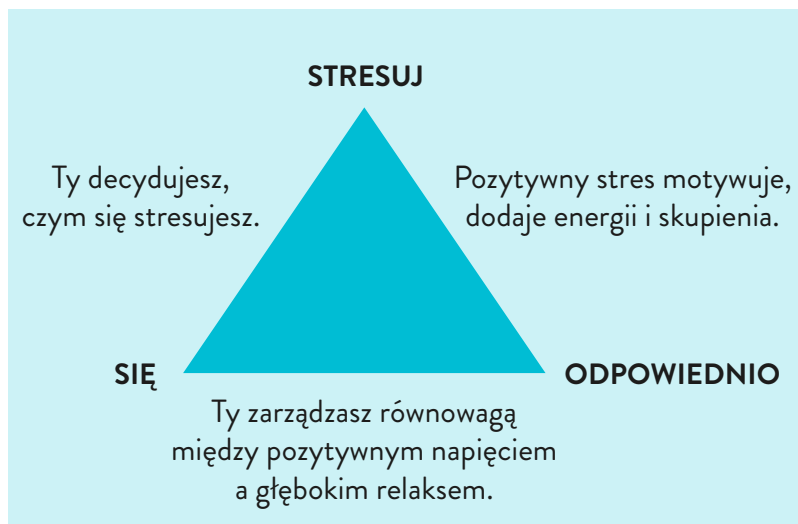 STRESUJ
Ty decydujesz,
czym się stresujesz.
Pozytywny stres motywuje,
dodaje energii i skupienia.
SIĘ
ODPOWIEDNIO
Ty zarządzasz równowagą
między pozytywnym napięciem
a głębokim relaksem.